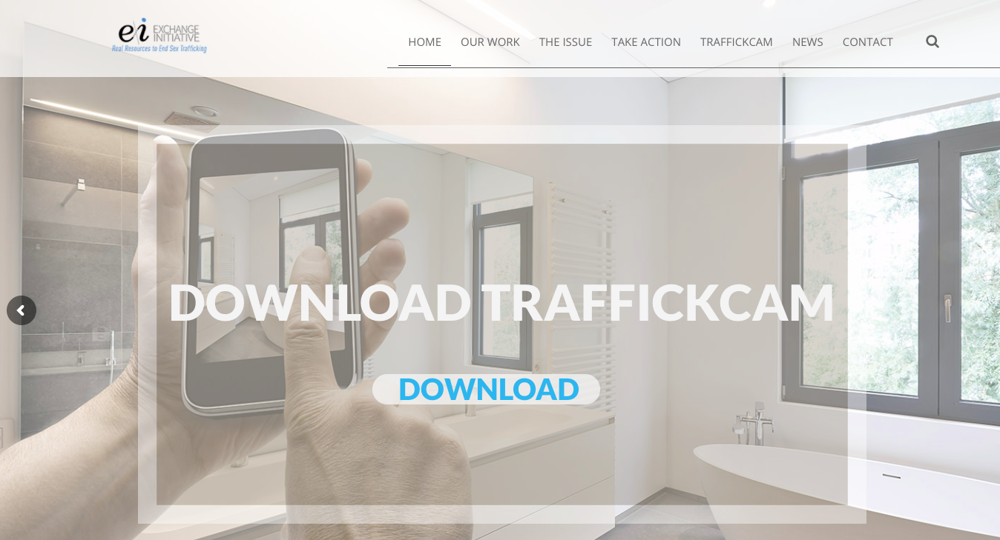 ei EXCHANGE
INITIATIVE
Real Resources to End Sex Trafficking
HOME OUR WORK THE ISSUE TAKE ACTION TRAFFICKCAM NEWS CONTACT
DOWNLOAD TRAFFICKCAM
DOWNLOAD